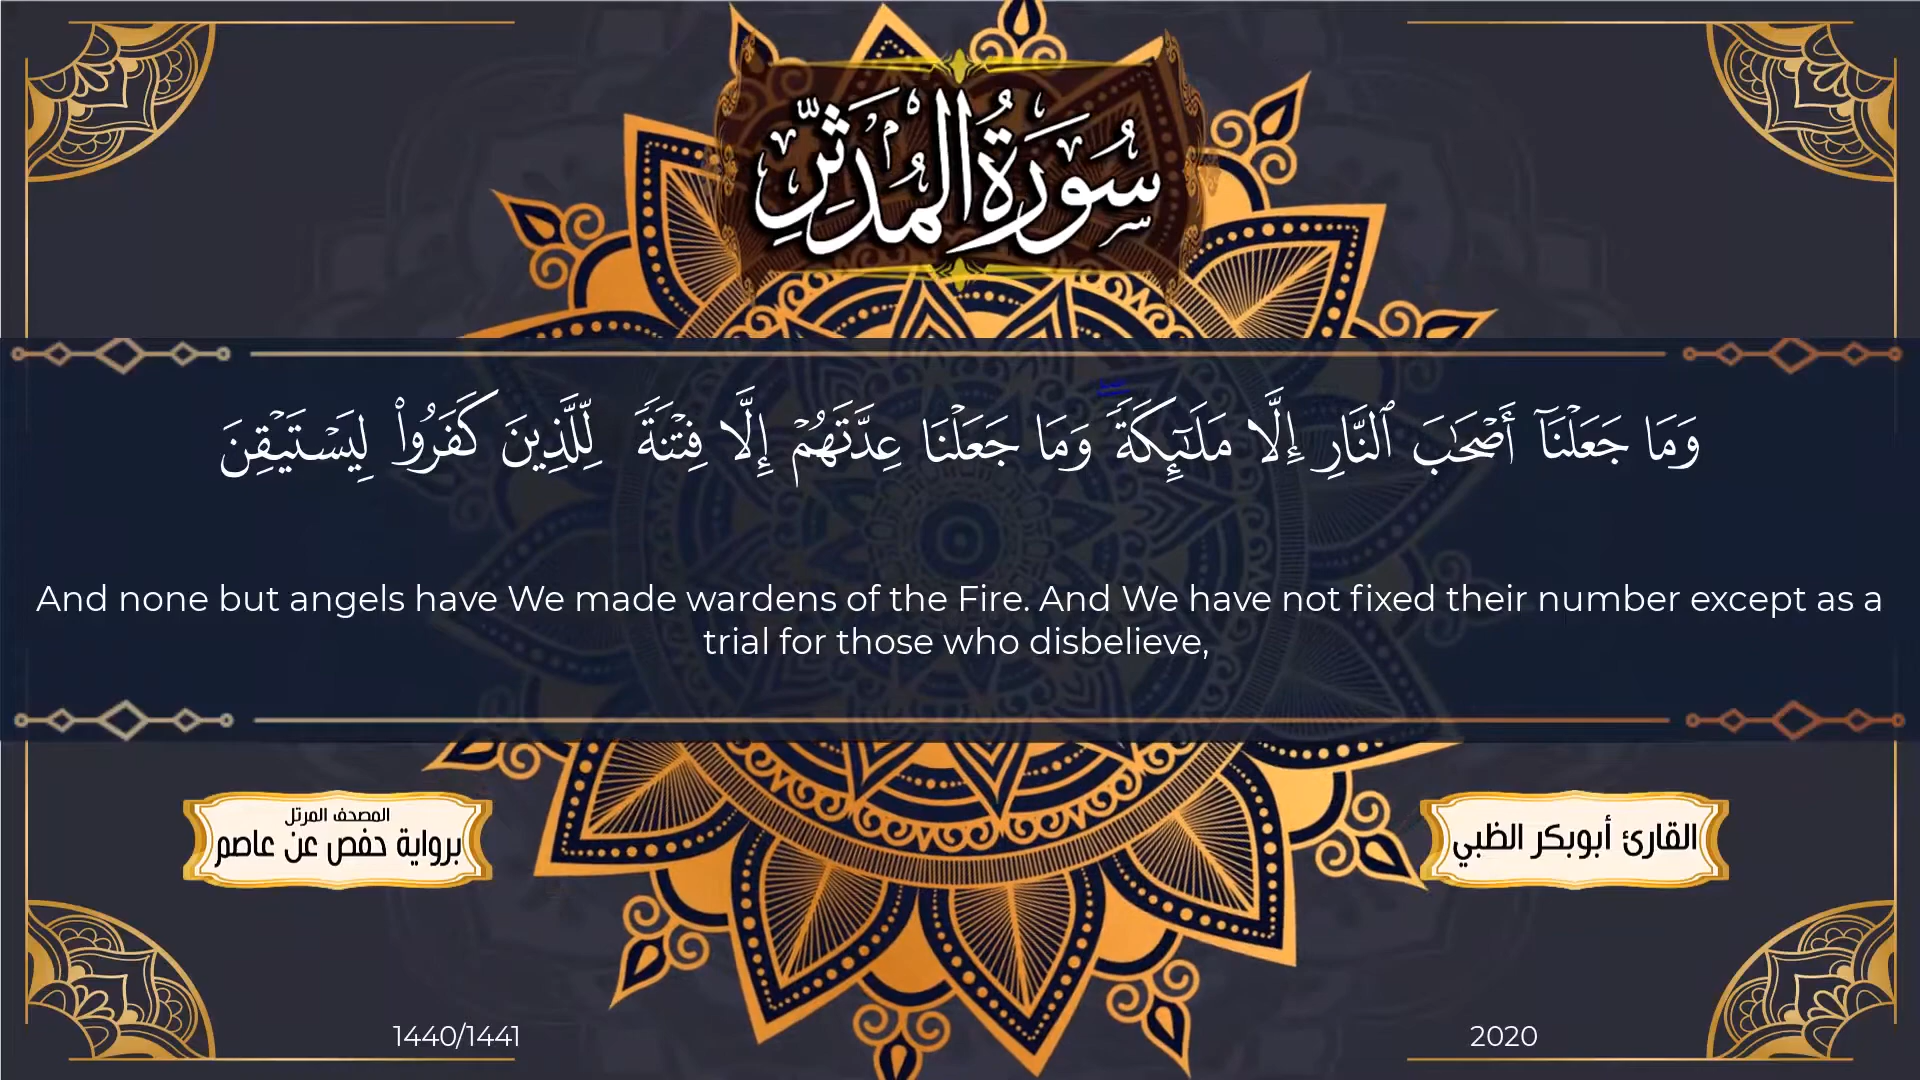 سُورَةُ الْمُدَّثِّرِ
وَمَا جَعَلْنَآ أَصْحَـٰبَ ٱلنَّارِ إِلَّا مَلَـٰٓئِكَةًۭ ۙ وَمَا جَعَلْنَا عِدَّتَهُمْ إِلَّا فِتْنَةًۭ لِّلَّذِينَ كَفَرُوا۟ لِيَسْتَيْقِنَ
And none but angels have We made wardens of the Fire. And We have not fixed their number except as a
trial for those who disbelieve,
القارئ أبوبكر الظبي
المصحف المرتل
برواية حفص عن عاصم
1440/1441
2020